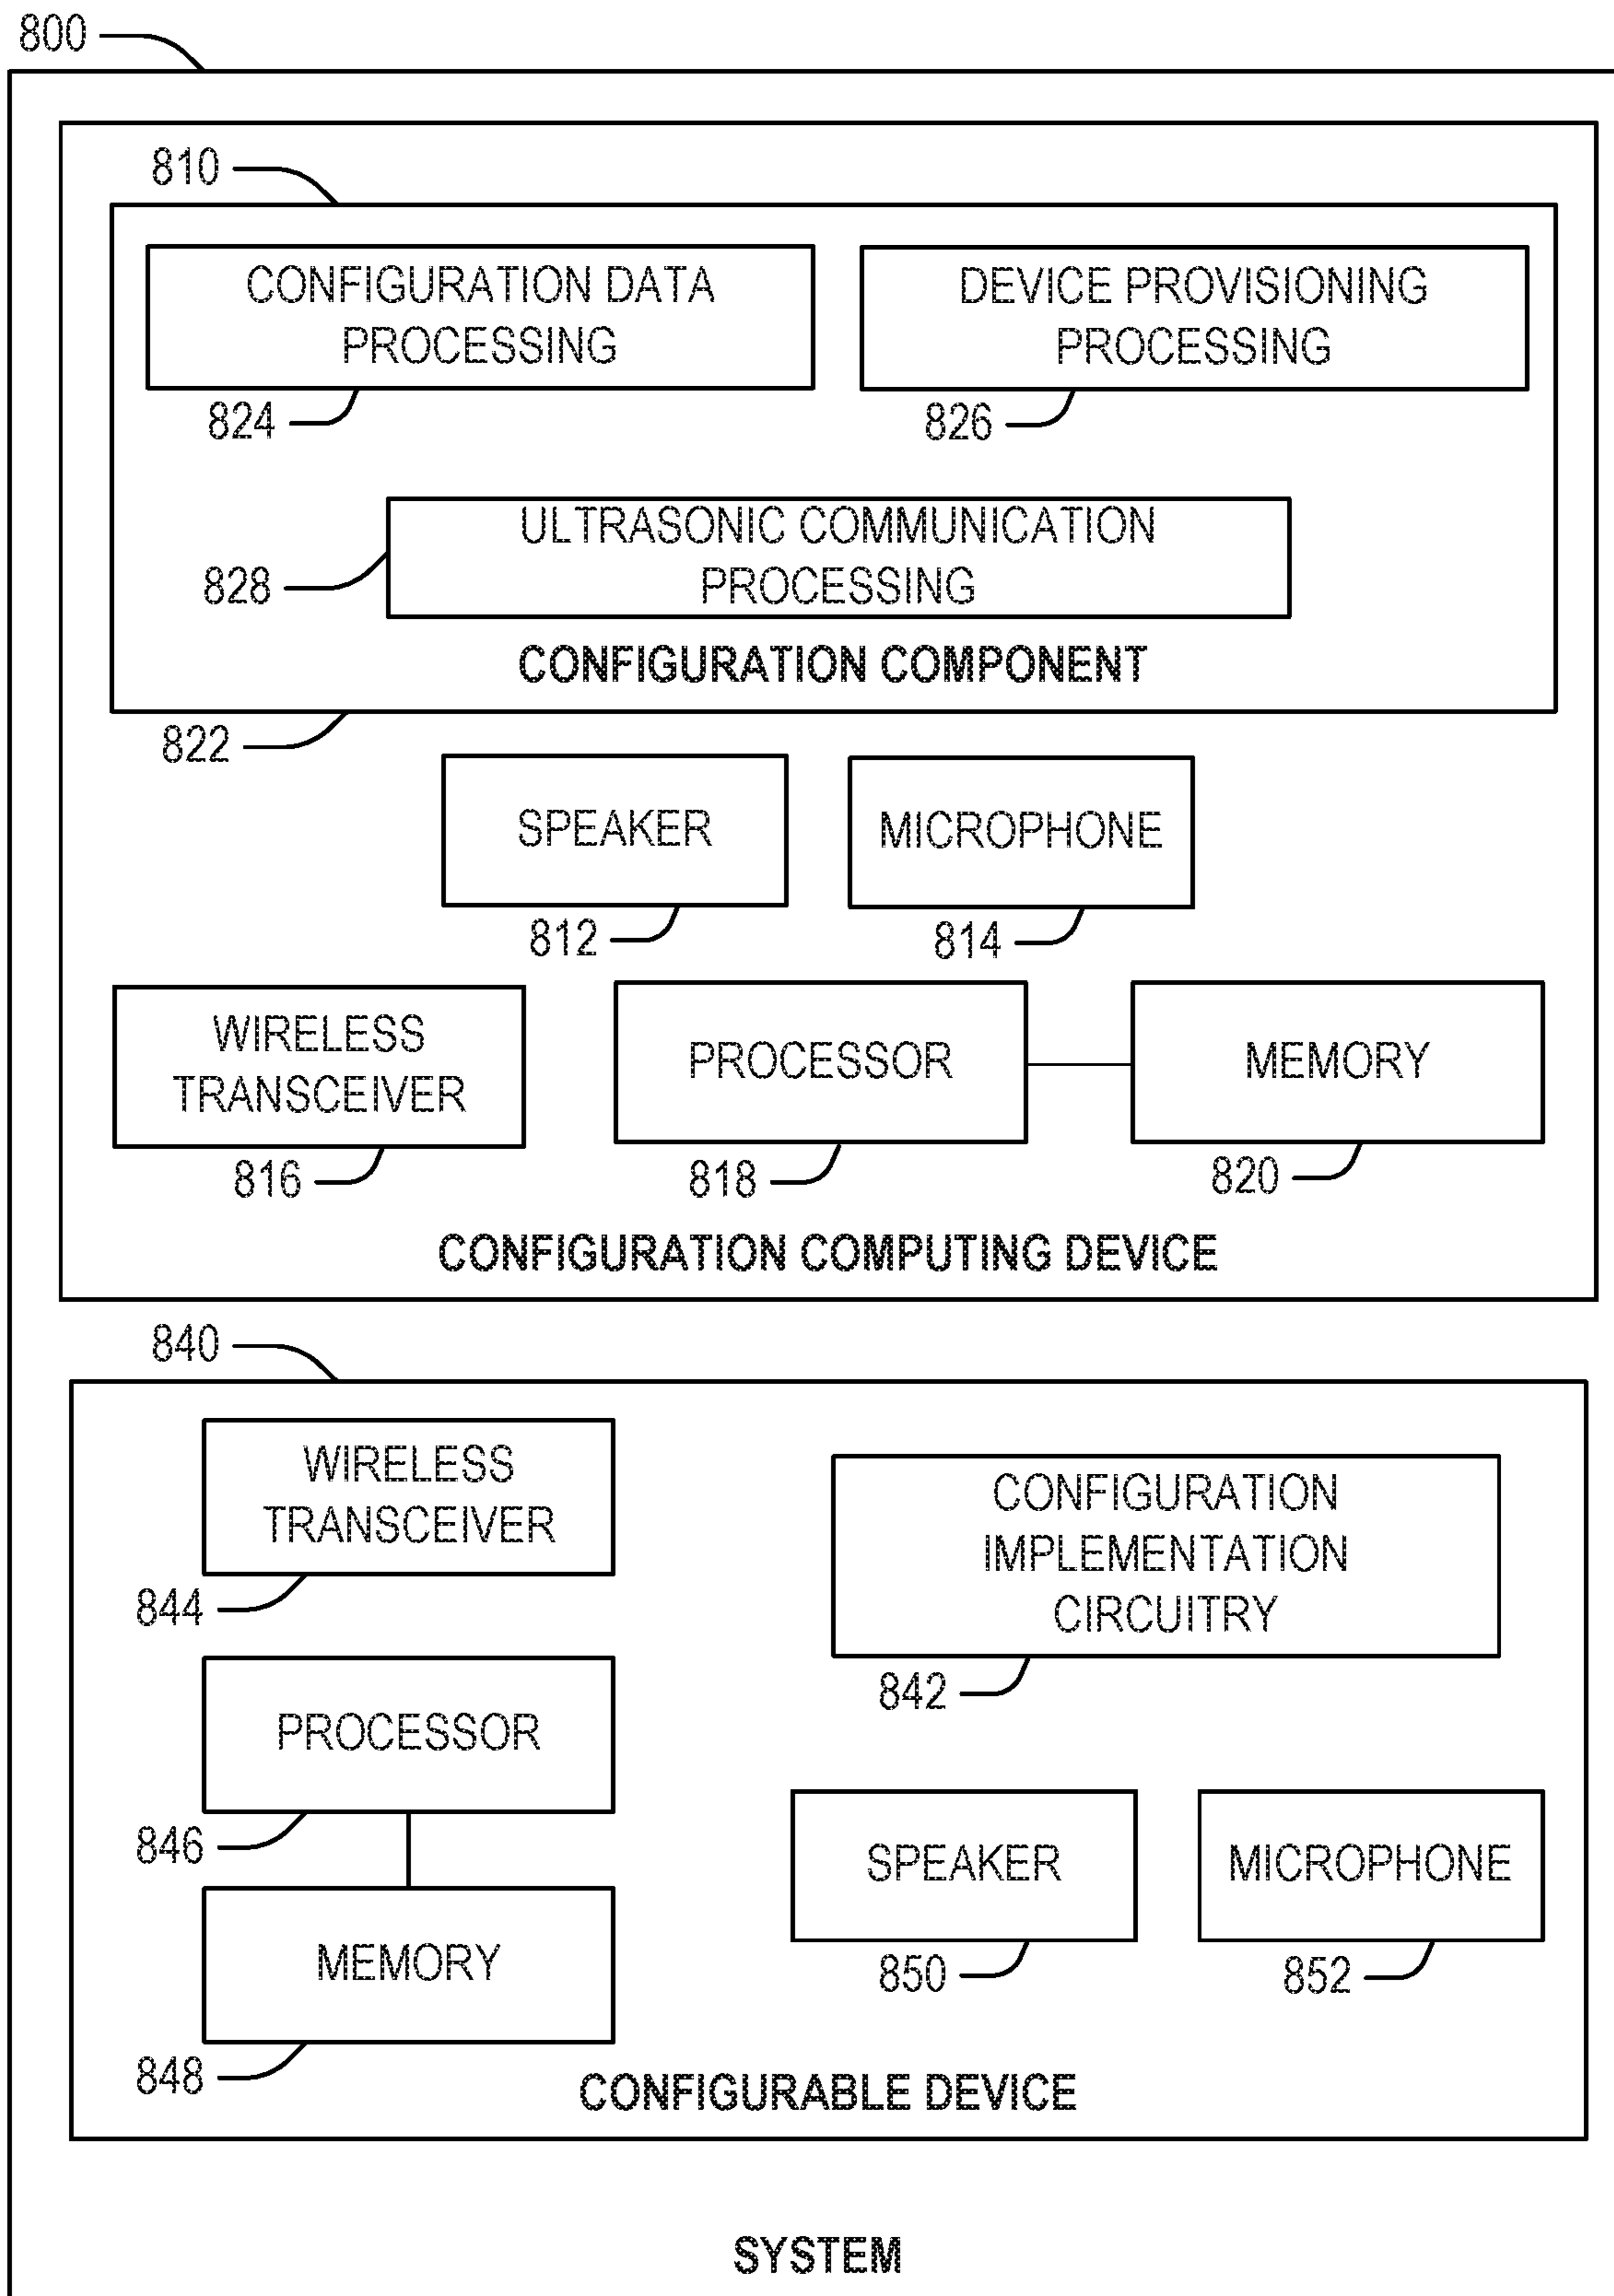 800
810
CONFIGURATION DATA
PROCESSING
824
DEVICE PROVISIONING
PROCESSING
826
ULTRASONIC COMMUNICATION
PROCESSING
828
CONFIGURATION COMPONENT
822
SPEAKER
812
MICROPHONE
814
WIRELESS
TRANSCEIVER
816
PROCESSOR
818
MEMORY
820
CONFIGURATION COMPUTING DEVICE
840
WIRELESS
TRANSCEIVER
844
CONFIGURATION
IMPLEMENTATION
CIRCUITRY
842
PROCESSOR
846
SPEAKER
850
MICROPHONE
852
MEMORY
848
CONFIGURABLE DEVICE
SYSTEM